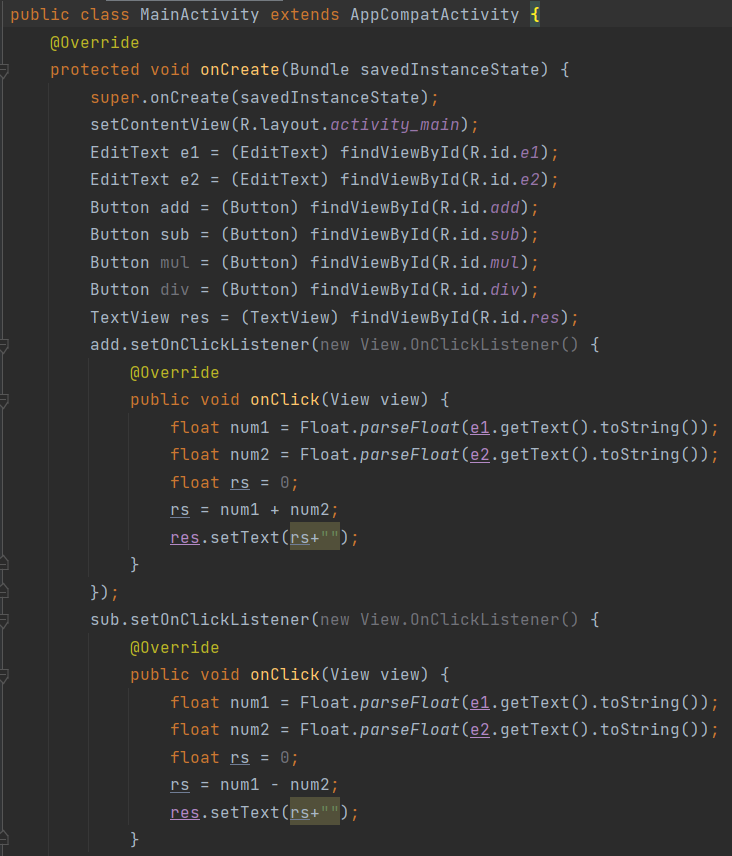 public class MainActivity extends AppCompatActivity {
@Override
protected void onCreate(Bundle savedInstanceState) {
super.onCreate(savedInstanceState);
setContentView(R.layout.activity_main);
EditText e1 = (EditText) findViewById(R.id.e1);
EditText e2 = (EditText) findViewById(R.id.e2);
Button add = (Button) findViewById(R.id.add);
Button sub = (Button) findViewById(R.id.sub);
Button mul = (Button) findViewById(R.id.mul);
Button div = (Button) findViewById(R.id.div);
TextView res = (TextView) findViewById(R.id.res);
add.setOnClickListener(new View.OnClickListener() {
@Override
public void onClick(View view) {
float num1 = Float.parseFloat(e1.getText().toString());
float num2 = Float.parseFloat(e2.getText().toString());
float rs = 0;
rs = num1 + num2;
res.setText(rs+"");
}
});
sub.setOnClickListener(new View.OnClickListener() {
@Override
public void onClick(View view) {
float num1 = Float.parseFloat(e1.getText().toString());
float num2 = Float.parseFloat(e2.getText().toString());
float rs = 0;
rs = num1 - num2;
res.setText(rs+"");
}